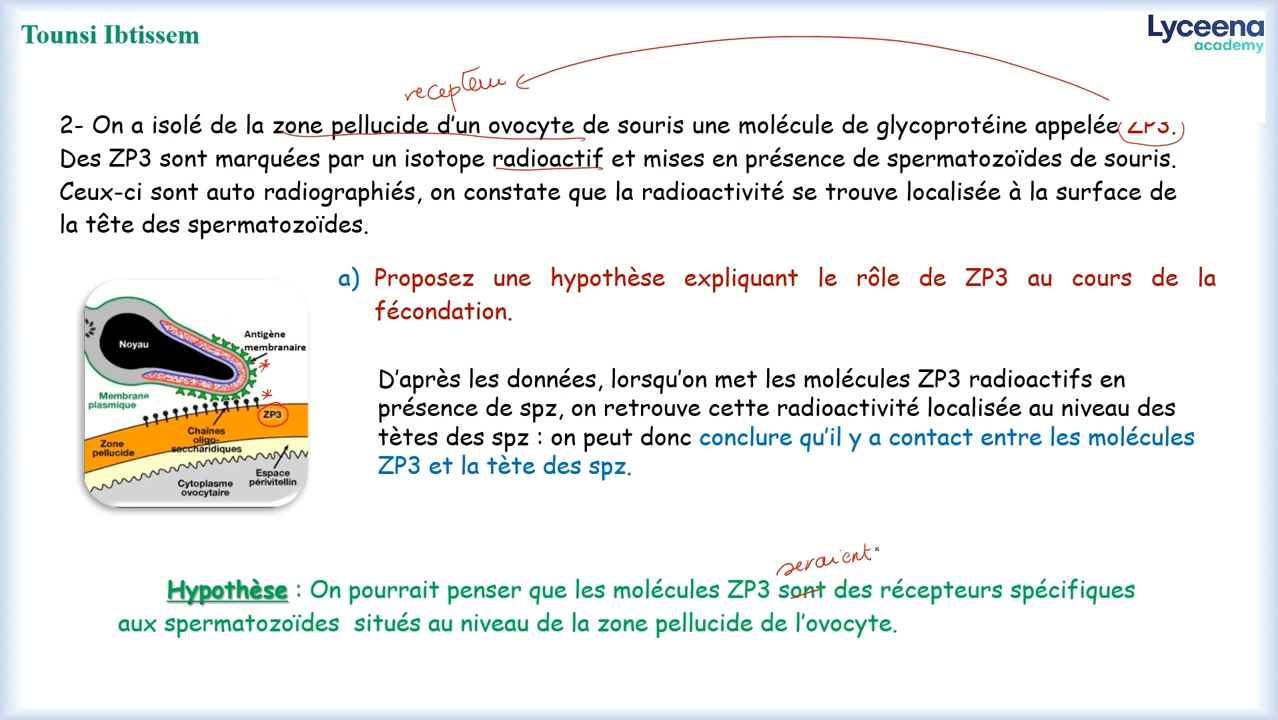 Tounsi Ibtissem
Lyceena
academy
recepteur
2- On a isolé de la zone pellucide d'un ovocyte de souris une molécule de glycoprotéine appelée ZP3.
Des ZP3 sont marquées par un isotope radioactif et mises en présence de spermatozoïdes de souris.
Ceux-ci sont auto radiographiés, on constate que la radioactivité se trouve localisée à la surface de
la tête des spermatozoïdes.
a) Proposez une hypothèse expliquant le rôle de ZP3 au cours de la
fécondation.
Noyau
Antigène
membranaire
Membrane
plasmique
ZP3
Chaînes
oligo-
saccharidiques
Zone
pellucide
Espace
périvitellin
Cytoplasme
ovocytaire
D'après les données, lorsqu'on met les molécules ZP3 radioactifs en
présence de spz, on retrouve cette radioactivité localisée au niveau des
tètes des spz : on peut donc conclure qu'il y a contact entre les molécules
ZP3 et la tète des spz.
seraient
Hypothèse : On pourrait penser que les molécules ZP3 sont des récepteurs spécifiques
aux spermatozoïdes situés au niveau de la zone pellucide de l'ovocyte.